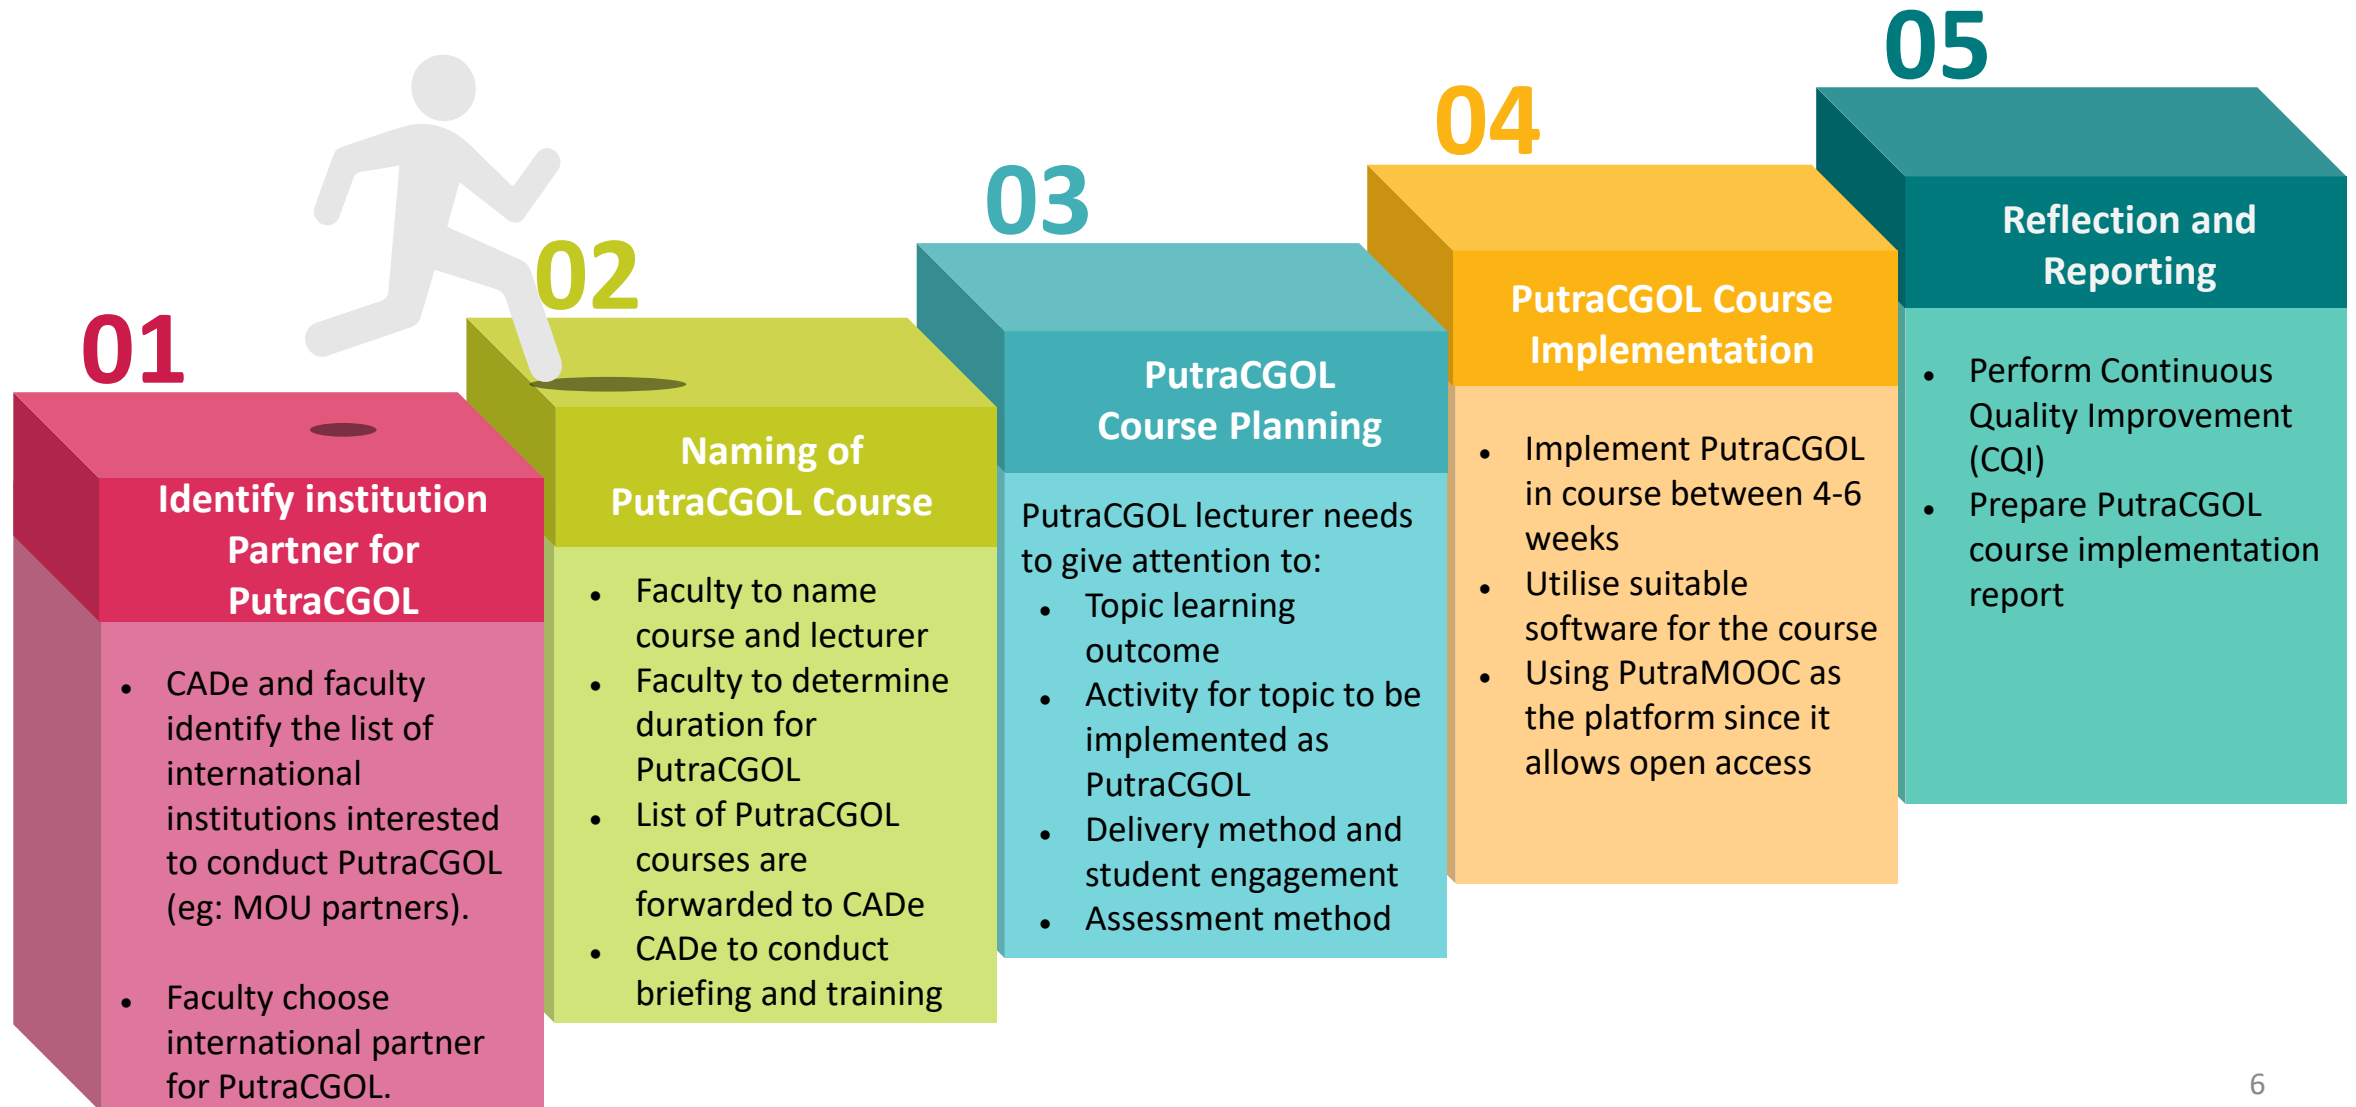 01
Identify institution
Partner for
PutraCGOL
• CADe and faculty
identify the list of
international
institutions interested
to conduct PutraCGOL
(eg: MOU partners).
• Faculty choose
international partner
for PutraCGOL.
02
Naming of
PutraCGOL Course
• Faculty to name
course and lecturer
• Faculty to determine
duration for
PutraCGOL
• List of PutraCGOL
courses are
forwarded to CADe
• CADe to conduct
briefing and training
03
PutraCGOL
Course Planning
PutraCGOL lecturer needs
to give attention to:
• Topic learning
outcome
• Activity for topic to be
implemented as
PutraCGOL
• Delivery method and
student engagement
• Assessment method
04
PutraCGOL Course
Implementation
• Implement PutraCGOL
in course between 4-6
weeks
• Utilise suitable
software for the course
• Using PutraMOOC as
the platform since it
allows open access
05
Reflection and
Reporting
• Perform Continuous
Quality Improvement
(CQI)
• Prepare PutraCGOL
course implementation
report
6